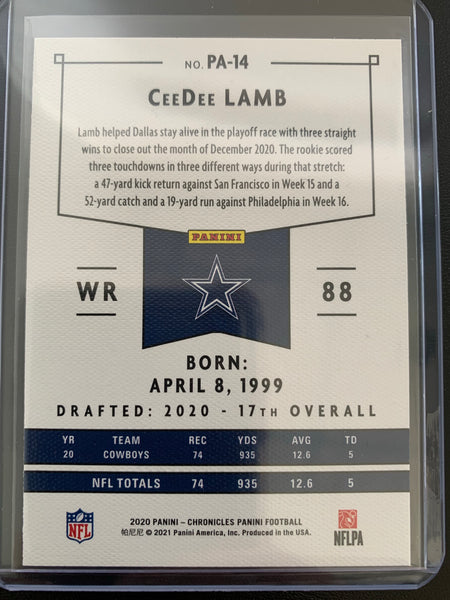 NO. PA-14
CEEDEE LAMB
Lamb helped Dallas stay alive in the playoff race with three straight
wins to close out the month of December 2020. The rookie scored
three touchdowns in three different ways during that stretch:
a 47-yard kick return against San Francisco in Week 15 and a
52-yard catch and a 19-yard run against Philadelphia in Week 16.
PANINI
WR 88
BORN:
APRIL 8, 1999
DRAFTED: 2020 - 17TH OVERALL
YR TEAM REC YDS AVG TD
20 COWBOYS 74 935 12.6 5
NFL TOTALS 74 935 12.6 5
2020 PANINI – CHRONICLES PANINI FOOTBALL
帕尼尼 © 2021 Panini America, Inc. Produced in the USA.
NFL
NFLPA